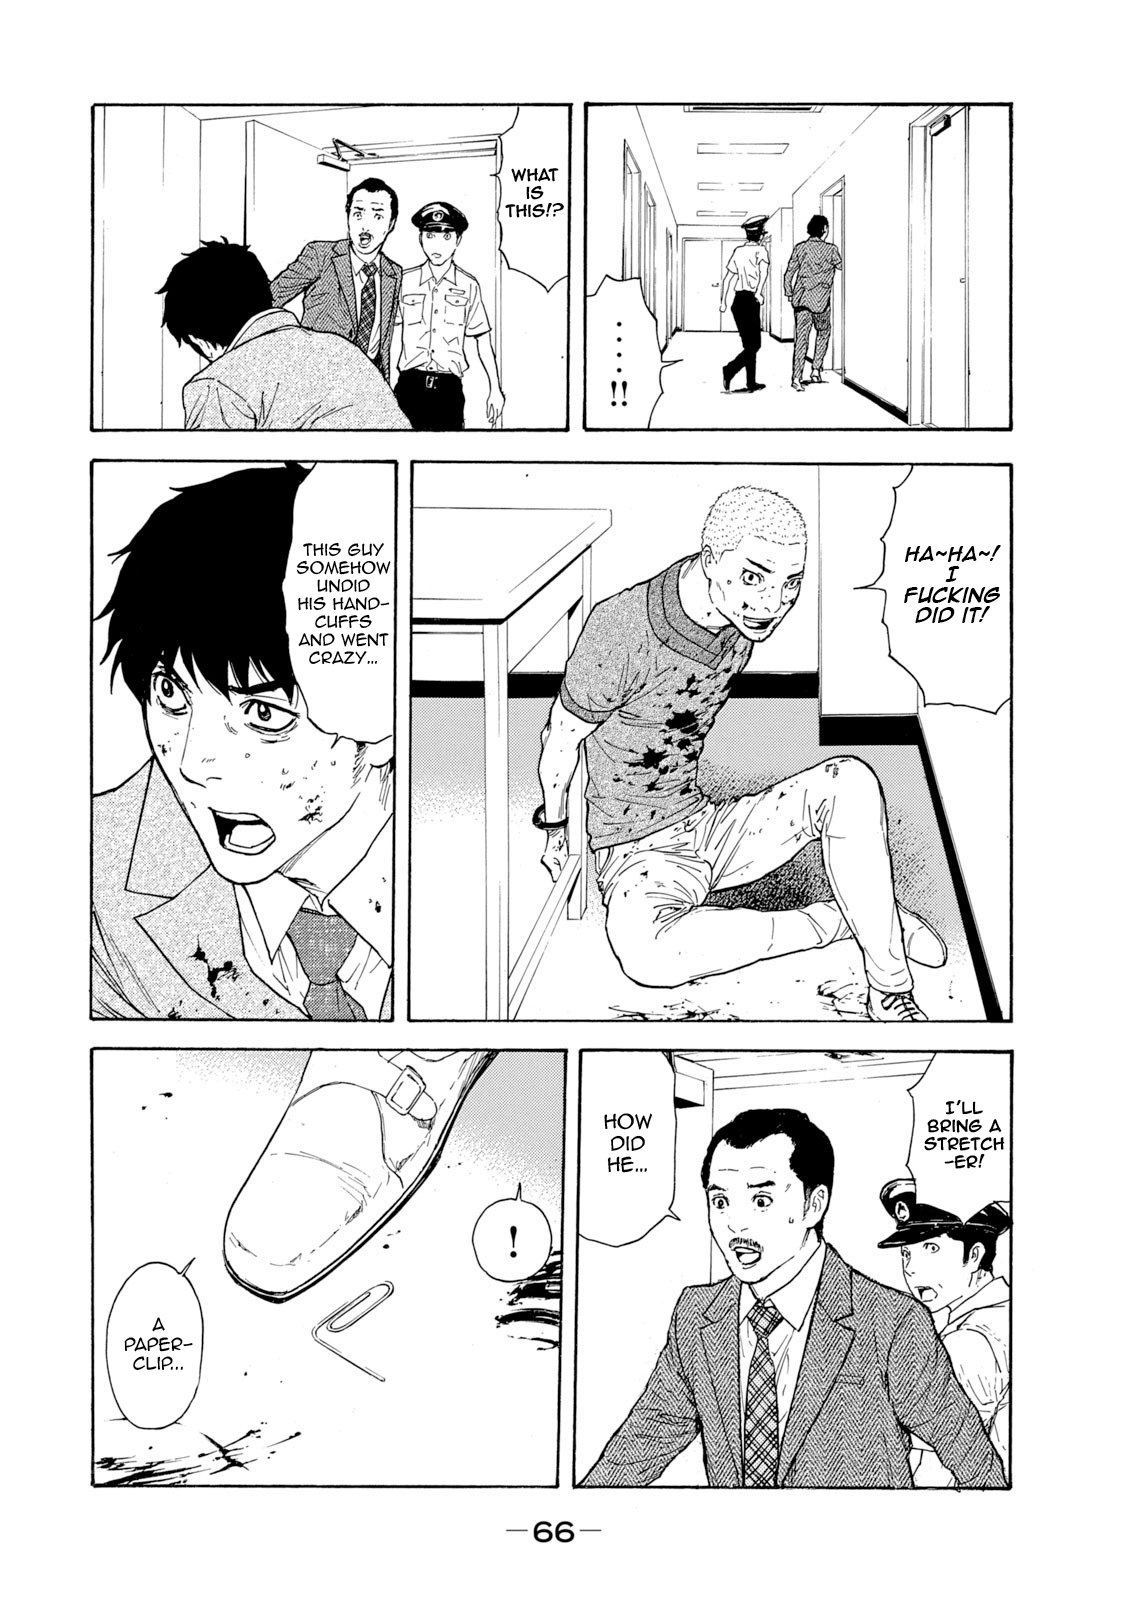 .....!!
WHAT
IS
THIS!?
HA~HA~!
I
FUCKING
DID IT!
THIS GUY
SOMEHOW
UNDID
HIS HAND-
CUFFS
AND WENT
CRAZY...
I'LL
BRING A
STRETCH
-ER!
HOW
DID
HE...
!
A
PAPER-
CLIP...
—66—